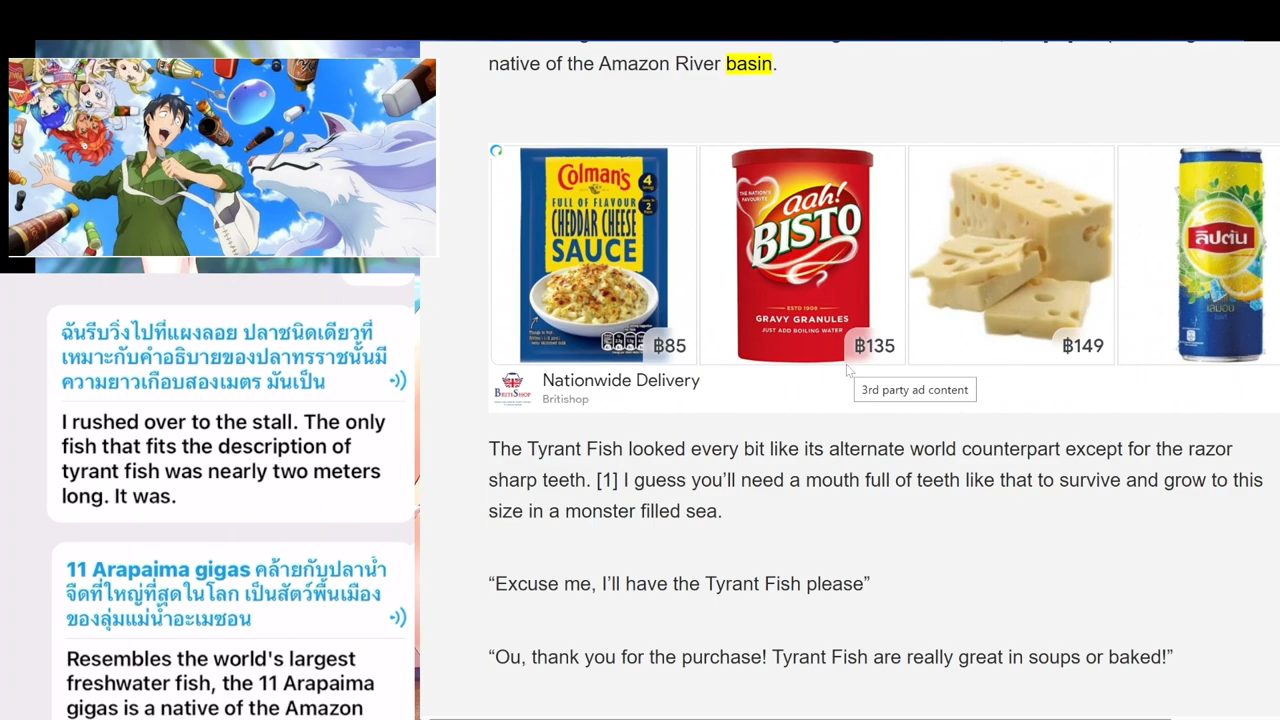 ฉันรีบวิ่งไปที่แผงลอย ปลาชนิดเดียวที่
เหมาะกับคำอธิบายของปลาทรราชนั้นมี
ความยาวเกือบสองเมตร มันเป็น
I rushed over to the stall. The only
fish that fits the description of
tyrant fish was nearly two meters
long. It was.
11 Arapaima gigas คล้ายกับปลาน้ำ
จืดที่ใหญ่ที่สุดในโลก เป็นสัตว์พื้นเมือง
ของลุ่มแม่น้ำอะเมซอน
Resembles the world's largest
freshwater fish, the 11 Arapaima
gigas is a native of the Amazon
native of the Amazon River basin.
Colman's
4
FULL OF FLAVOUR
CHEDDAR CHEESE
SAUCE
฿85
THE NATION'S
FAVOURITE
aah!
BISTO
ESTD 1908
GRAVY GRANULES
JUST ADD BOILING WATER
฿135
฿149
ลิปตัน
เลมอน
Nationwide Delivery
BRITESHOP
Britishop
3rd party ad content
The Tyrant Fish looked every bit like its alternate world counterpart except for the razor
sharp teeth. [1] I guess you’ll need a mouth full of teeth like that to survive and grow to this
size in a monster filled sea.
“Excuse me, I’ll have the Tyrant Fish please”
“Ou, thank you for the purchase! Tyrant Fish are really great in soups or baked!”